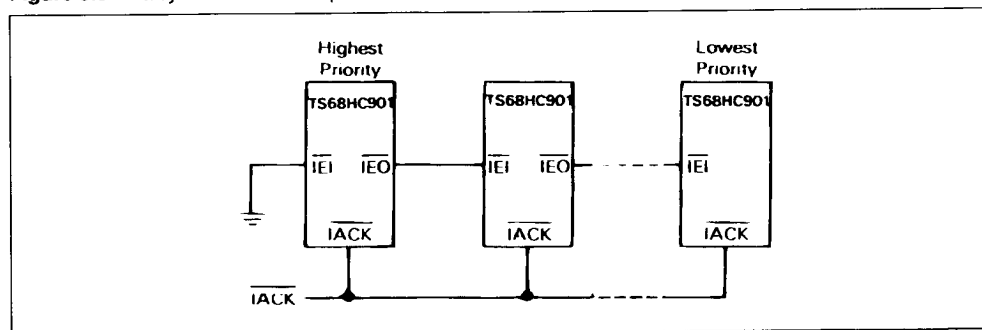 Highest
Priority
Lowest
Priority
TS68HC901
TS68HC901
TS68HC901
IEI IEO IEI IEO IEI
IACK IACK IACK
IACK